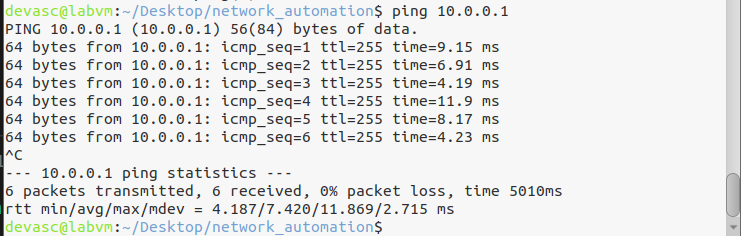 devasc@labvm:~/Desktop/network_automation$ ping 10.0.0.1
PING 10.0.0.1 (10.0.0.1) 56(84) bytes of data.
64 bytes from 10.0.0.1: icmp_seq=1 ttl=255 time=9.15 ms
64 bytes from 10.0.0.1: icmp_seq=2 ttl=255 time=6.91 ms
64 bytes from 10.0.0.1: icmp_seq=3 ttl=255 time=4.19 ms
64 bytes from 10.0.0.1: icmp_seq=4 ttl=255 time=11.9 ms
64 bytes from 10.0.0.1: icmp_seq=5 ttl=255 time=8.17 ms
64 bytes from 10.0.0.1: icmp_seq=6 ttl=255 time=4.23 ms
^C
--- 10.0.0.1 ping statistics ---
6 packets transmitted, 6 received, 0% packet loss, time 5010ms
rtt min/avg/max/mdev = 4.187/7.420/11.869/2.715 ms
devasc@labvm:~/Desktop/network_automation$